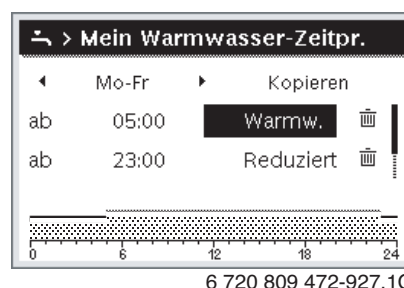 > Mein Warmwasser-Zeitpr.
Mo-Fr Kopieren
ab 05:00 Warmw.
ab 23:00 Reduziert
0 6 12 18 24
6 720 809 472-927.1O